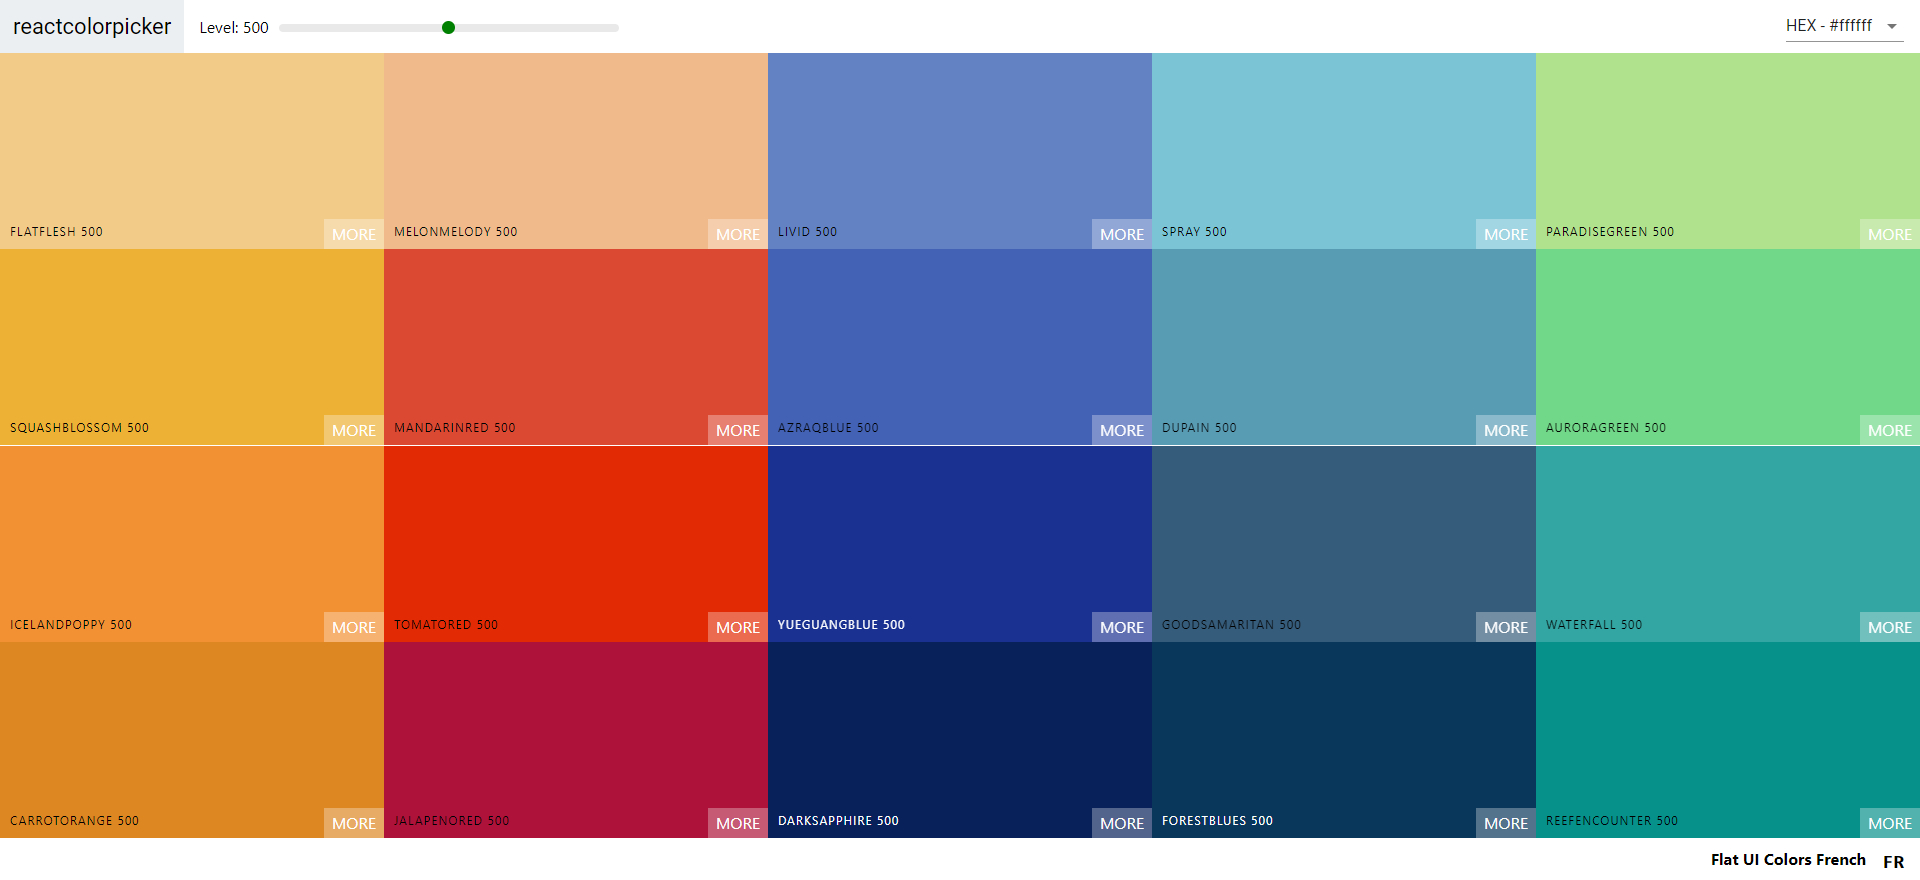 reactcolorpicker Level: 500 HEX - #ffffff
FLATFLESH 500 MORE MELONMELODY 500 MORE LIVID 500 MORE SPRAY 500 MORE PARADISEGREEN 500 MORE
SQUASHBLOSSOM 500 MORE MANDARINRED 500 MORE AZRAQBLUE 500 MORE DUPAIN 500 MORE AURORAGREEN 500 MORE
ICELANDPOPPY 500 MORE TOMATORED 500 MORE YUEGUANGBLUE 500 MORE GOODSAMARITAN 500 MORE WATERFALL 500 MORE
CARROTORANGE 500 MORE JALAPENORED 500 MORE DARKSAPPHIRE 500 MORE FORESTBLUES 500 MORE REEFENCOUNTER 500 MORE
Flat UI Colors French FR